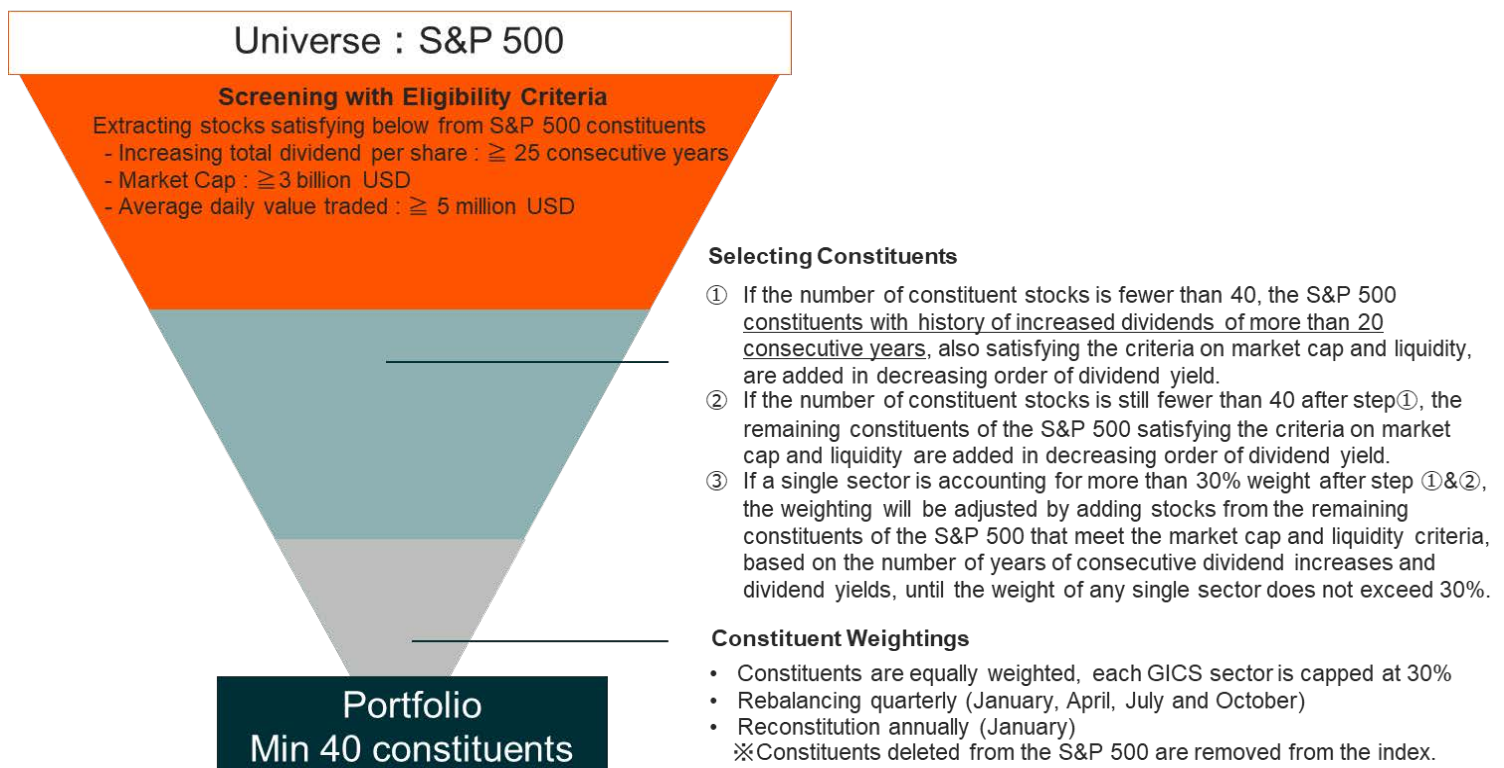 Universe : S&P 500
Screening with Eligibility Criteria
Extracting stocks satisfying below from S&P 500 constituents
- Increasing total dividend per share : ≧ 25 consecutive years
- Market Cap : ≧3 billion USD
- Average daily value traded : ≧ 5 million USD
Selecting Constituents
① If the number of constituent stocks is fewer than 40, the S&P 500
constituents with history of increased dividends of more than 20
consecutive years, also satisfying the criteria on market cap and liquidity,
are added in decreasing order of dividend yield.
② If the number of constituent stocks is still fewer than 40 after step①, the
remaining constituents of the S&P 500 satisfying the criteria on market
cap and liquidity are added in decreasing order of dividend yield.
③ If a single sector is accounting for more than 30% weight after step ①&②,
the weighting will be adjusted by adding stocks from the remaining
constituents of the S&P 500 that meet the market cap and liquidity criteria,
based on the number of years of consecutive dividend increases and
dividend yields, until the weight of any single sector does not exceed 30%.
Constituent Weightings
• Constituents are equally weighted, each GICS sector is capped at 30%
• Rebalancing quarterly (January, April, July and October)
• Reconstitution annually (January)
※Constituents deleted from the S&P 500 are removed from the index.
Portfolio
Min 40 constituents